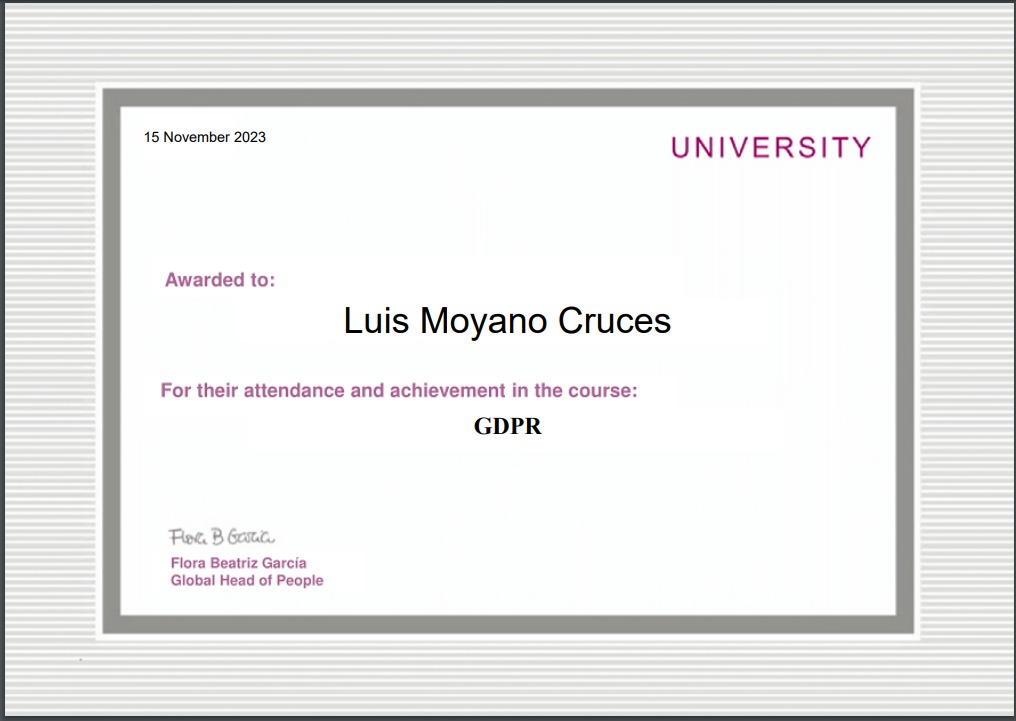 15 November 2023
UNIVERSITY
Awarded to:
Luis Moyano Cruces
For their attendance and achievement in the course:
GDPR
Flora B García
Flora Beatriz García
Global Head of People